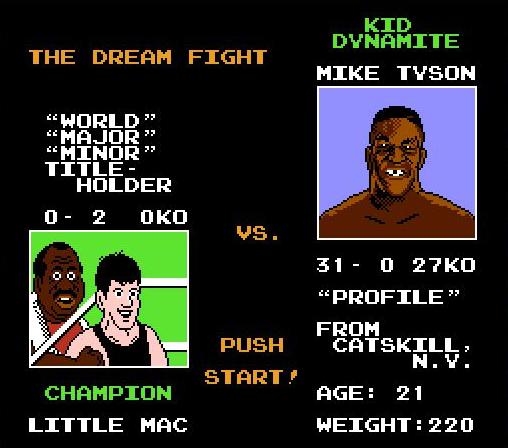 THE DREAM FIGHT
"WORLD"
"MAJOR"
"MINOR"
TITLE-
HOLDER
0- 2 0KO
CHAMPION
LITTLE MAC
VS.
PUSH
START!
KID
DYNAMITE
MIKE TYSON
31- 0 27KO
"PROFILE"
FROM
CATSKILL,
N.Y.
AGE: 21
WEIGHT:220